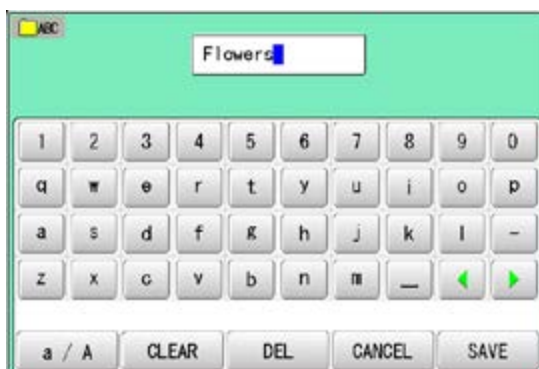 ABC
Flowers
1 2 3 4 5 6 7 8 9 0
q w e r t y u i o p
a s d f g h j k l -
z x c v b n m _
a / A CLEAR DEL CANCEL SAVE